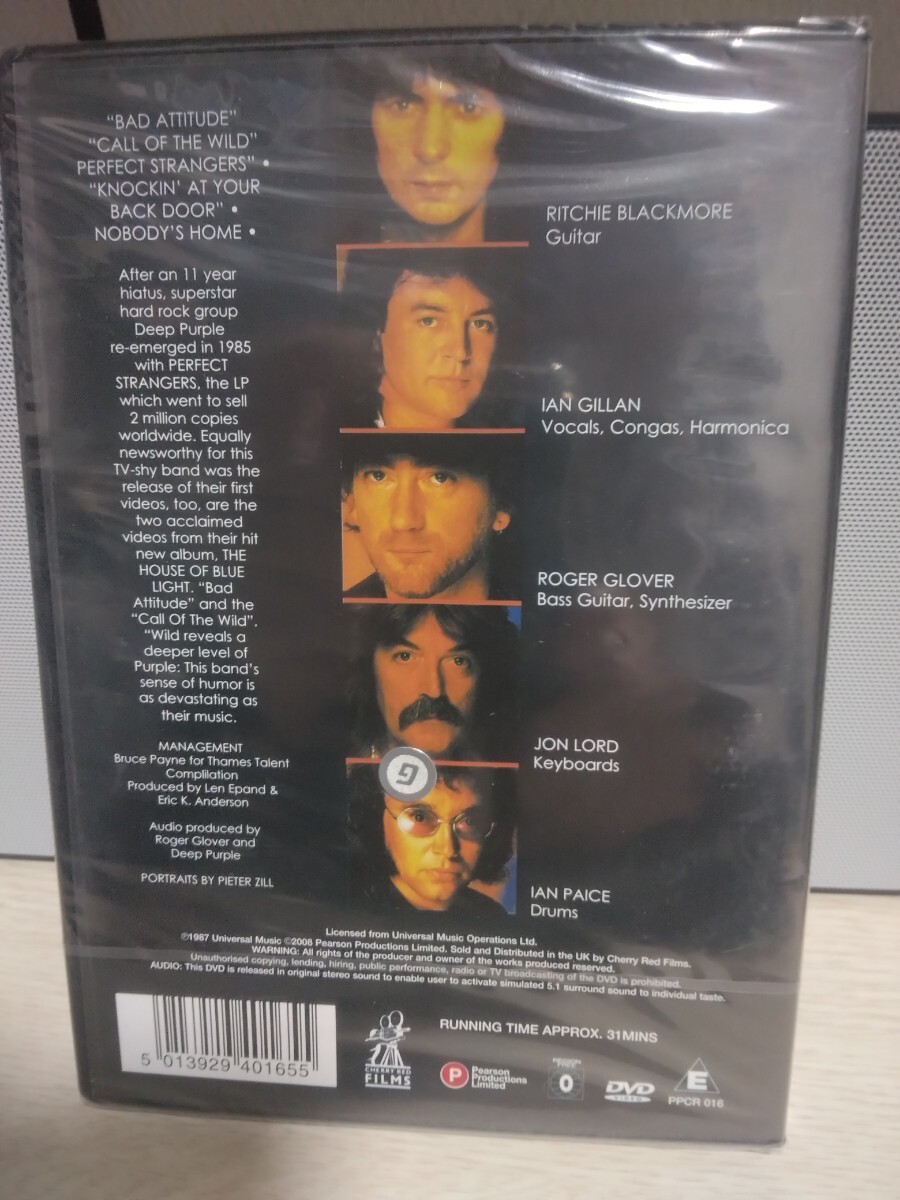 "BAD ATTITUDE"
"CALL OF THE WILD"
PERFECT STRANGERS" •
"KNOCKIN' AT YOUR
BACK DOOR" •
NOBODY'S HOME •
After an 11 year
hiatus, superstar
hard rock group
Deep Purple
re-emerged in 1985
with PERFECT
STRANGERS, the LP
which went to sell
2 million copies
worldwide. Equally
newsworthy for this
TV-shy band was the
release of their first
videos, too, are the
two acclaimed
videos from their hit
new album, THE
HOUSE OF BLUE
LIGHT. "Bad
Attitude" and the
"Call Of The Wild".
"Wild reveals a
deeper level of
Purple: This band's
sense of humor is
as devastating as
their music.
MANAGEMENT
Bruce Payne for Thames Talent
Complilation
Produced by Len Epand &
Eric K. Anderson
Audio produced by
Roger Glover and
Deep Purple
PORTRAITS BY PIETER ZILL
RITCHIE BLACKMORE
Guitar
IAN GILLAN
Vocals, Congas, Harmonica
ROGER GLOVER
Bass Guitar, Synthesizer
JON LORD
Keyboards
IAN PAICE
Drums
Licensed from Universal Music Operations Ltd.
℗1987 Universal Music ©2008 Pearson Productions Limited. Sold and Distributed in the UK by Cherry Red Films.
WARNING: All rights of the producer and owner of the works produced reserved.
Unauthorised copying, lending, hiring, public performance, radio or TV broadcasting of the DVD is prohibited.
AUDIO: This DVD is released in original stereo sound to enable user to activate simulated 5.1 surround sound to individual taste.
5 013929 401655
CHERRY RED
FILMS
RUNNING TIME APPROX. 31MINS
P
Pearson
Productions
Limited
REGION
0
DVD
VIDEO
E
PPCR 016